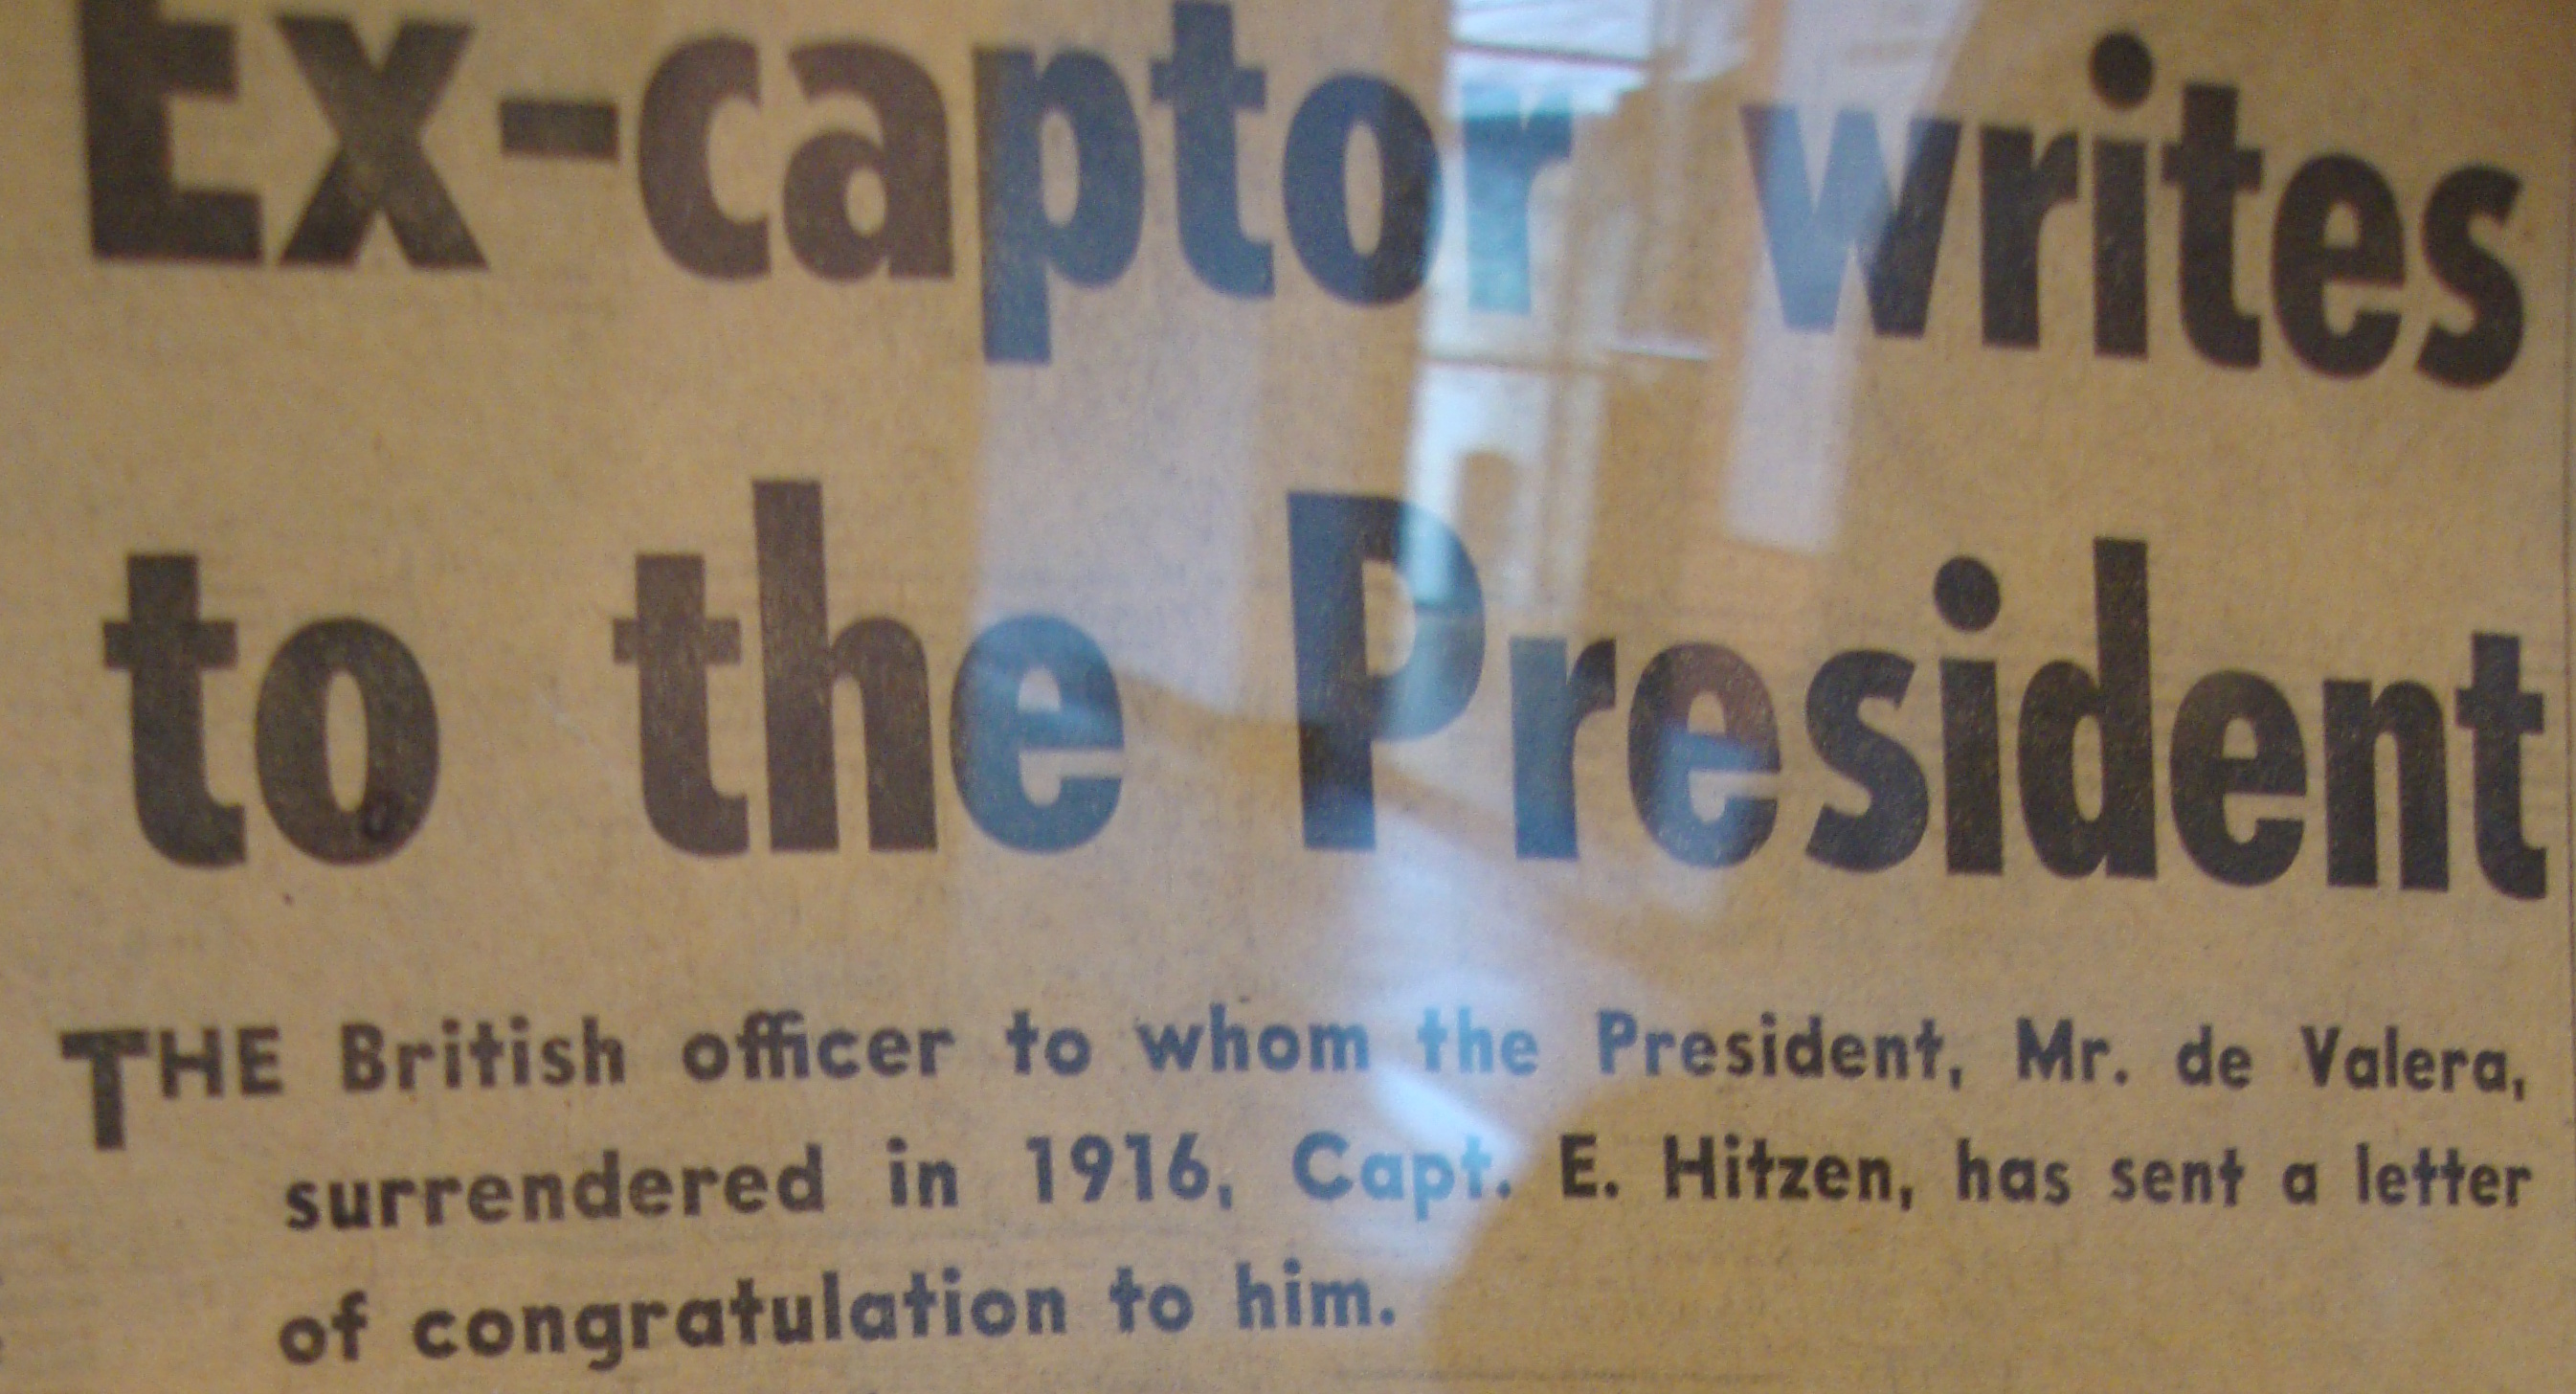 Ex-captor writes
to the President
THE British officer to whom the President, Mr. de Valera,
surrendered in 1916, Capt. E. Hitzen, has sent a letter
of congratulation to him.